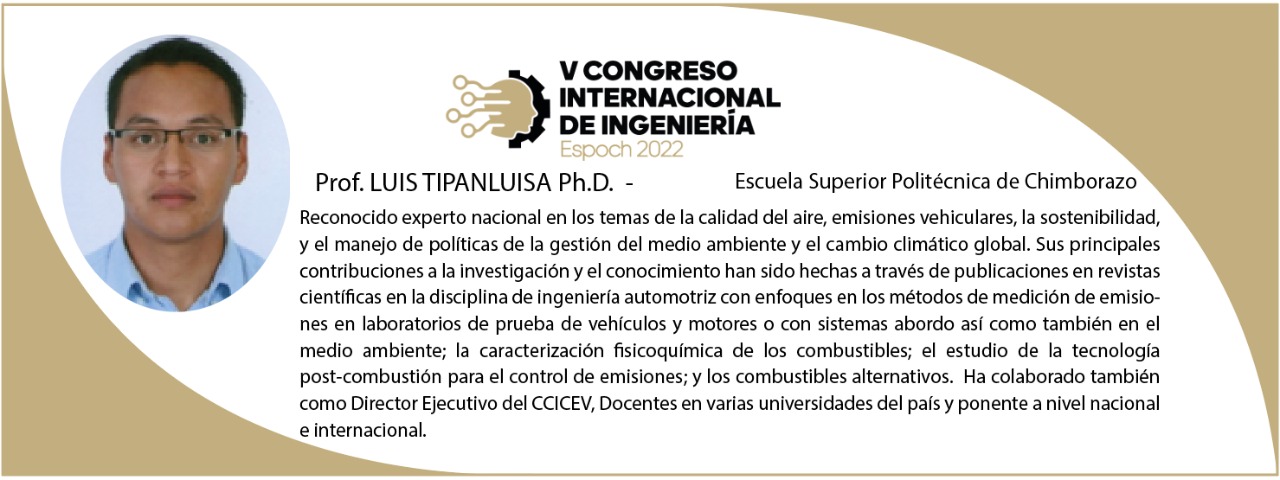 V CONGRESO
INTERNACIONAL
DE INGENIERÍA
Espoch 2022
Prof. LUIS TIPANLUISA Ph.D. - Escuela Superior Politécnica de Chimborazo
Reconocido experto nacional en los temas de la calidad del aire, emisiones vehiculares, la sostenibilidad,
y el manejo de políticas de la gestión del medio ambiente y el cambio climático global. Sus principales
contribuciones a la investigación y el conocimiento han sido hechas a través de publicaciones en revistas
científicas en la disciplina de ingeniería automotriz con enfoques en los métodos de medición de emisio-
nes en laboratorios de prueba de vehículos y motores o con sistemas abordo así como también en el
medio ambiente; la caracterización fisicoquímica de los combustibles; el estudio de la tecnología
post-combustión para el control de emisiones; y los combustibles alternativos. Ha colaborado también
como Director Ejecutivo del CCICEV, Docentes en varias universidades del país y ponente a nivel nacional
e internacional.